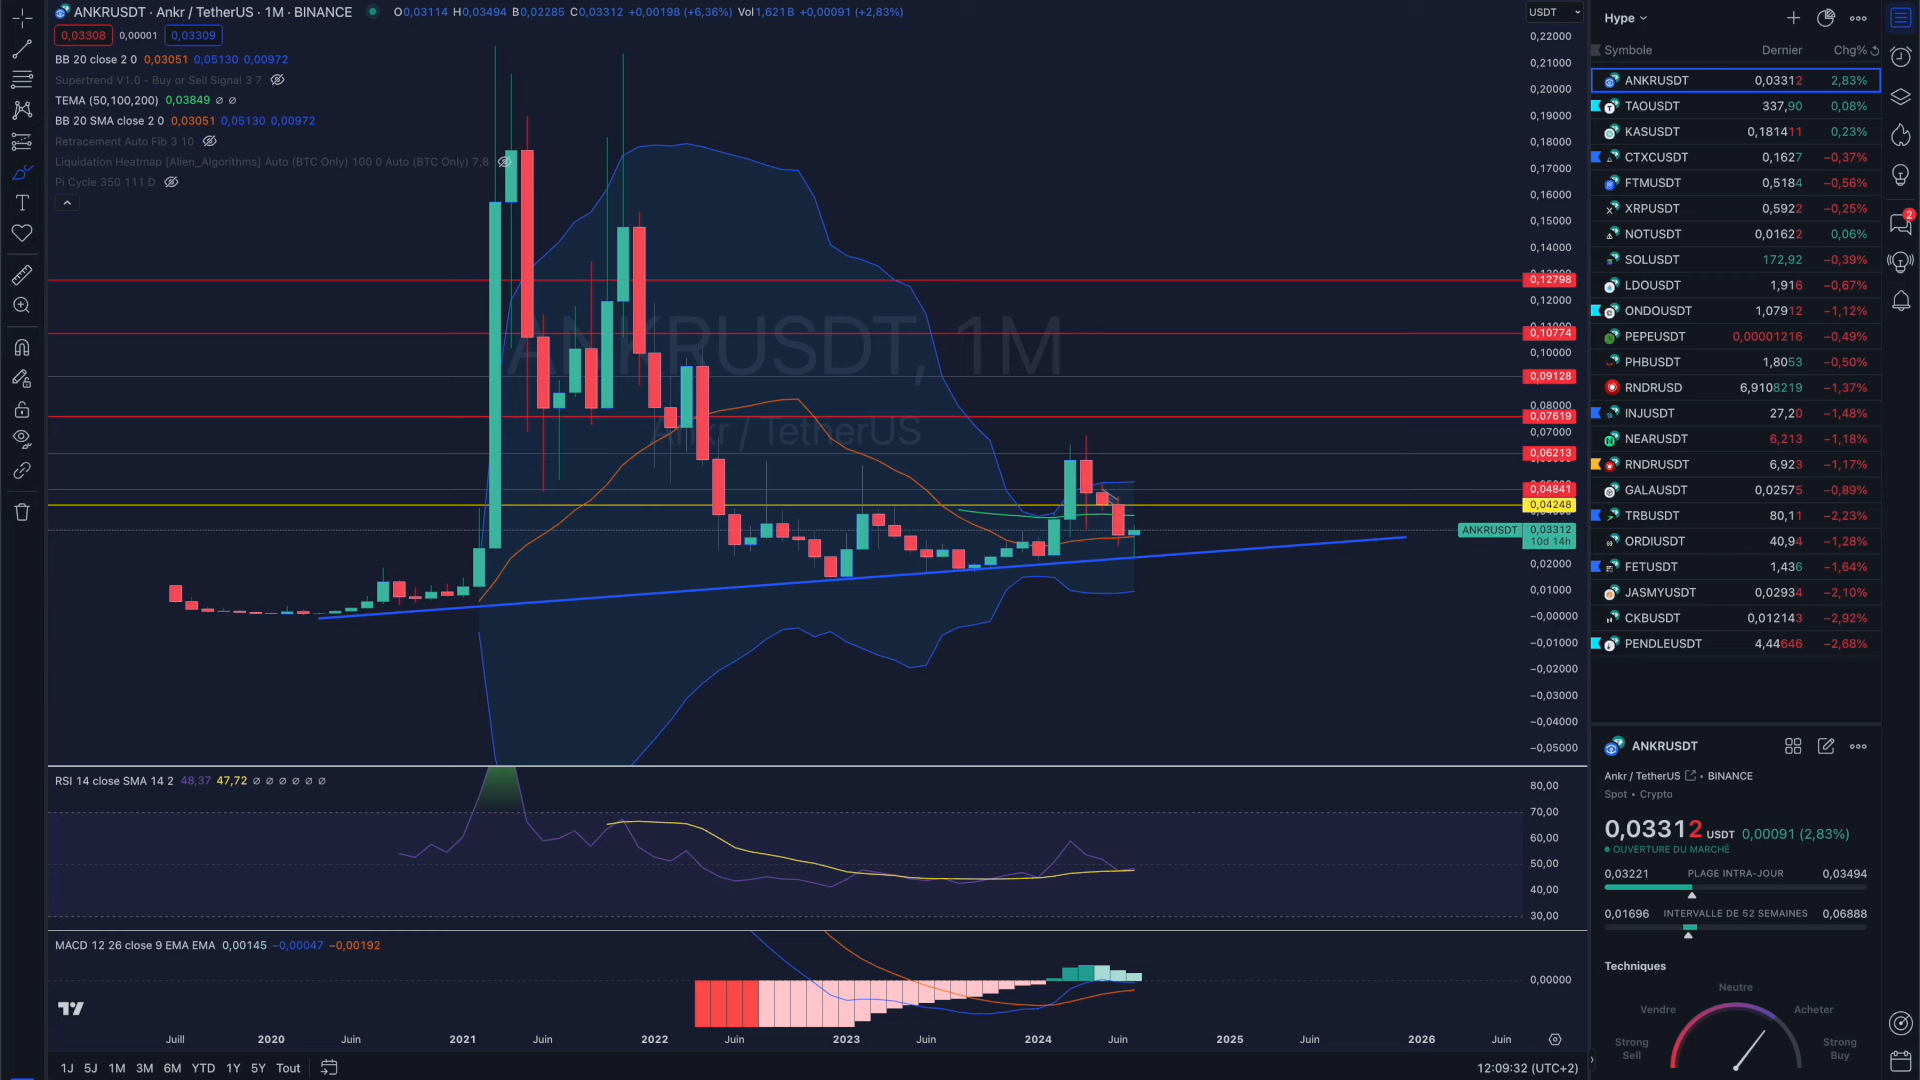 ANKRUSDT · Ankr / TetherUS · 1M · BINANCE
O0,03114 H0,03494 B0,02285 C0,03312 +0,00198 (+6,36%) Vol1,621B +0,00091 (+2,83%)
0,03308 0,00001 0,03309
BB 20 close 2 0 0,03051 0,05130 0,00972
Supertrend V1.0 - Buy or Sell Signal 3 7
TEMA (50,100,200) 0,03849 ∅ ∅
BB 20 SMA close 2 0 0,03051 0,05130 0,00972
Retracement Auto Fib 3 10
Liquidation Heatmap [Alien_Algorithms] Auto (BTC Only) 100 0 Auto (BTC Only) 7,8
Pi Cycle 350 111 D
ANKRUSDT, 1M
Ankr / TetherUS
USDT
0,22000
0,21000
0,20000
0,19000
0,18000
0,17000
0,16000
0,15000
0,14000
0,12798
0,12000
0,10774
0,10000
0,09128
0,08000
0,07619
0,07000
0,06213
0,04841
0,04248
ANKRUSDT 0,03312
10d 14h
0,02000
0,01000
−0,00000
−0,01000
−0,02000
−0,03000
−0,04000
−0,05000
RSI 14 close SMA 14 2 48,37 47,72 ∅ ∅ ∅ ∅ ∅ ∅
80,00
70,00
60,00
50,00
40,00
30,00
MACD 12 26 close 9 EMA EMA 0,00145 −0,00047 −0,00192
0,00000
Juill 2020 Juin 2021 Juin 2022 Juin 2023 Juin 2024 Juin 2025 Juin 2026 Juin
1J 5J 1M 3M 6M YTD 1Y 5Y Tout
12:09:32 (UTC+2)
Hype
Symbole Dernier Chg%
ANKRUSDT 0,03312 2,83%
TAOUSDT 337,90 0,08%
KASUSDT 0,181411 0,23%
CTXCUSDT 0,1627 −0,37%
FTMUSDT 0,5184 −0,56%
XRPUSDT 0,5922 −0,25%
NOTUSDT 0,01622 0,06%
SOLUSDT 172,92 −0,39%
LDOUSDT 1,916 −0,67%
ONDOUSDT 1,07912 −1,12%
PEPEUSDT 0,00001216 −0,49%
PHBUSDT 1,8053 −0,50%
RNDRUSD 6,9108219 −1,37%
INJUSDT 27,20 −1,48%
NEARUSDT 6,213 −1,18%
RNDRUSDT 6,923 −1,17%
GALAUSDT 0,02575 −0,89%
TRBUSDT 80,11 −2,23%
ORDIUSDT 40,94 −1,28%
FETUSDT 1,436 −1,64%
JASMYUSDT 0,02934 −2,10%
CKBUSDT 0,012143 −2,92%
PENDLEUSDT 4,44646 −2,68%
2
ANKRUSDT
Ankr / TetherUS • BINANCE
Spot • Crypto
0,03312 USDT 0,00091 (2,83%)
OUVERTURE DU MARCHÉ
0,03221 PLAGE INTRA-JOUR 0,03494
0,01696 INTERVALLE DE 52 SEMAINES 0,06888
Techniques
Neutre
Vendre Acheter
Strong Sell Strong Buy